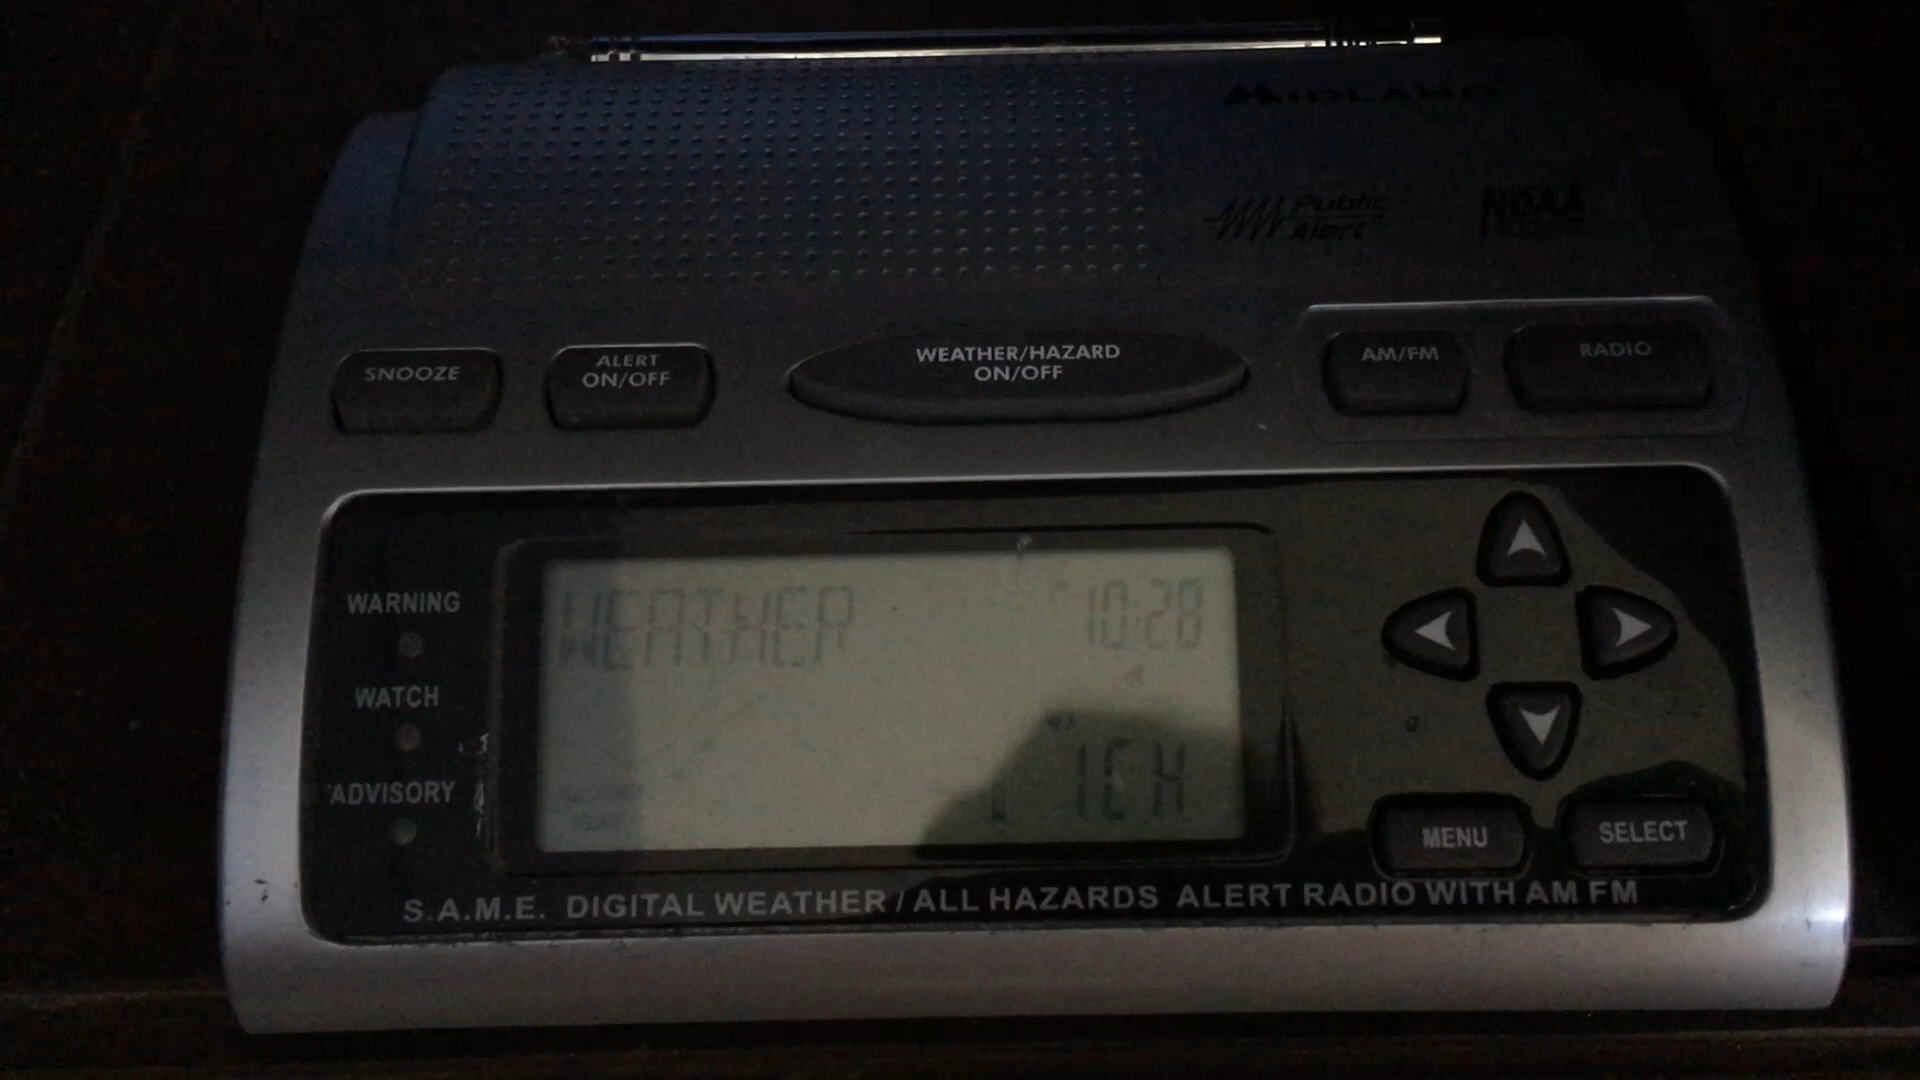 MIDLAND
Public
Alert
NOAA
SNOOZE
ALERT
ON/OFF
WEATHER/HAZARD
ON/OFF
AM/FM
RADIO
WARNING
WATCH
ADVISORY
WEATHER
10:28
MENU
SELECT
S.A.M.E. DIGITAL WEATHER / ALL HAZARDS ALERT RADIO WITH AM FM